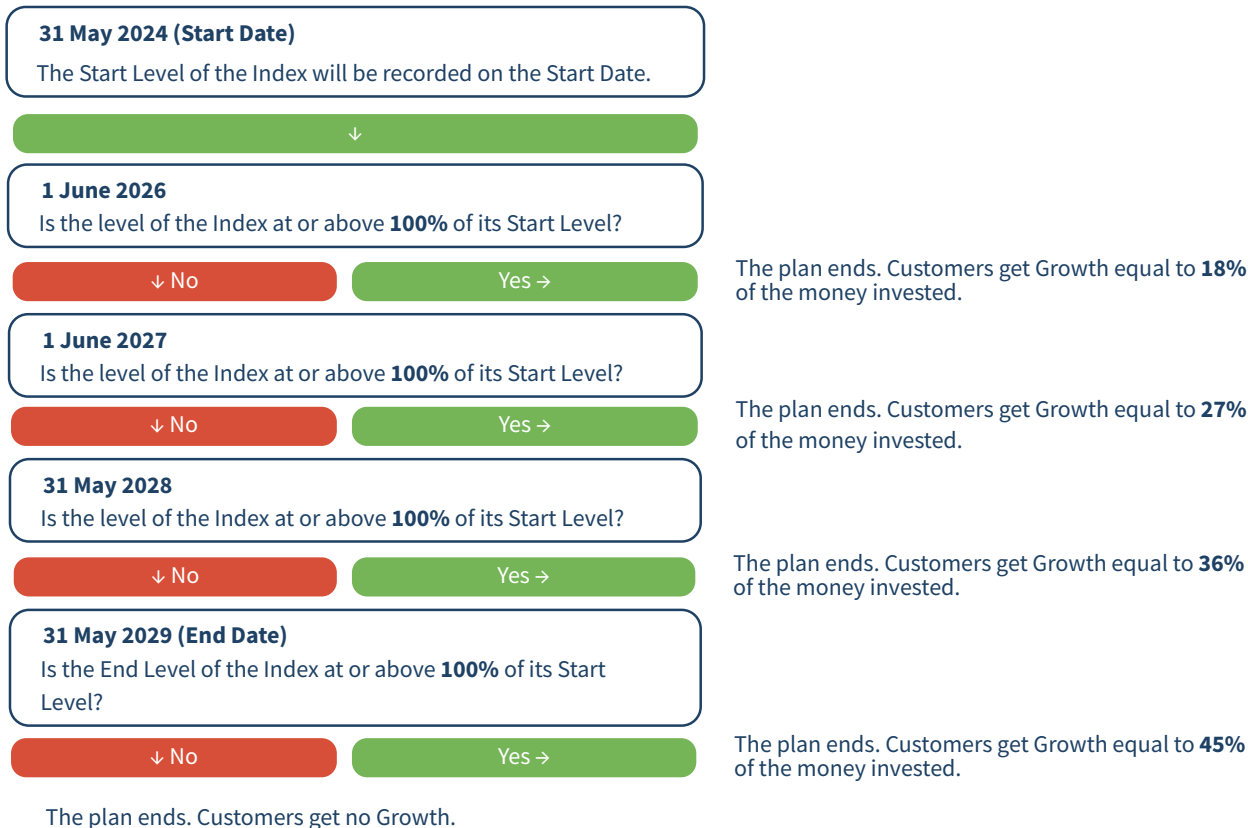 31 May 2024 (Start Date)
The Start Level of the Index will be recorded on the Start Date.
↓
1 June 2026
Is the level of the Index at or above 100% of its Start Level?
↓ No
Yes →
The plan ends. Customers get Growth equal to 18%
of the money invested.
1 June 2027
Is the level of the Index at or above 100% of its Start Level?
↓ No
Yes →
The plan ends. Customers get Growth equal to 27%
of the money invested.
31 May 2028
Is the level of the Index at or above 100% of its Start Level?
↓ No
Yes →
The plan ends. Customers get Growth equal to 36%
of the money invested.
31 May 2029 (End Date)
Is the End Level of the Index at or above 100% of its Start
Level?
↓ No
Yes →
The plan ends. Customers get Growth equal to 45%
of the money invested.
The plan ends. Customers get no Growth.